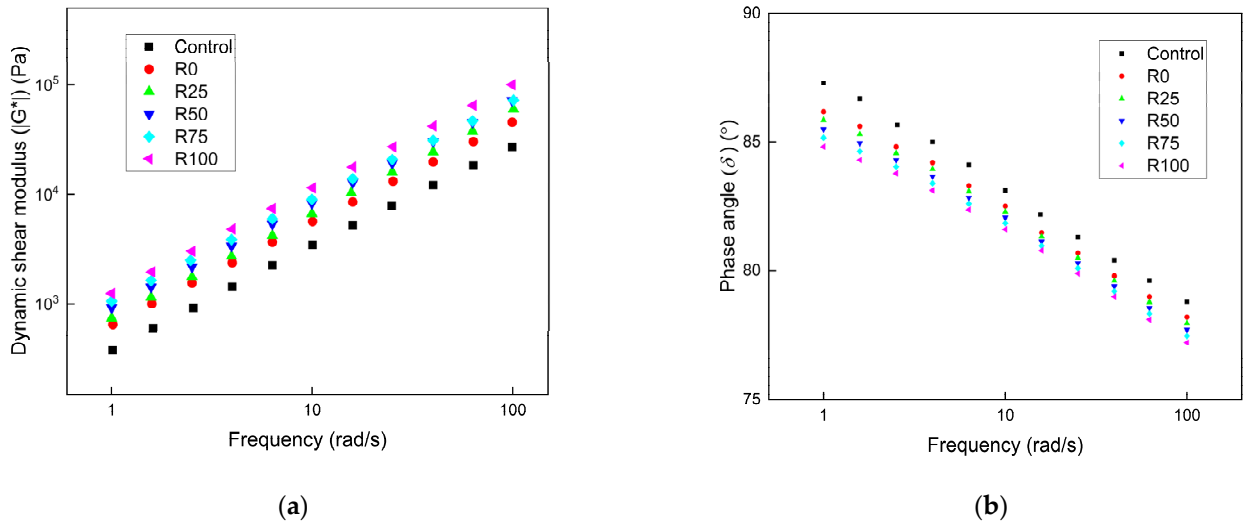 Dynamic shear modulus (|G*|) (Pa)
10^5
10^4
10^3
Control
R0
R25
R50
R75
R100
1 10 100
Frequency (rad/s)
(a)
Phase angle (δ) (°)
90
85
80
75
Control
R0
R25
R50
R75
R100
1 10 100
Frequency (rad/s)
(b)